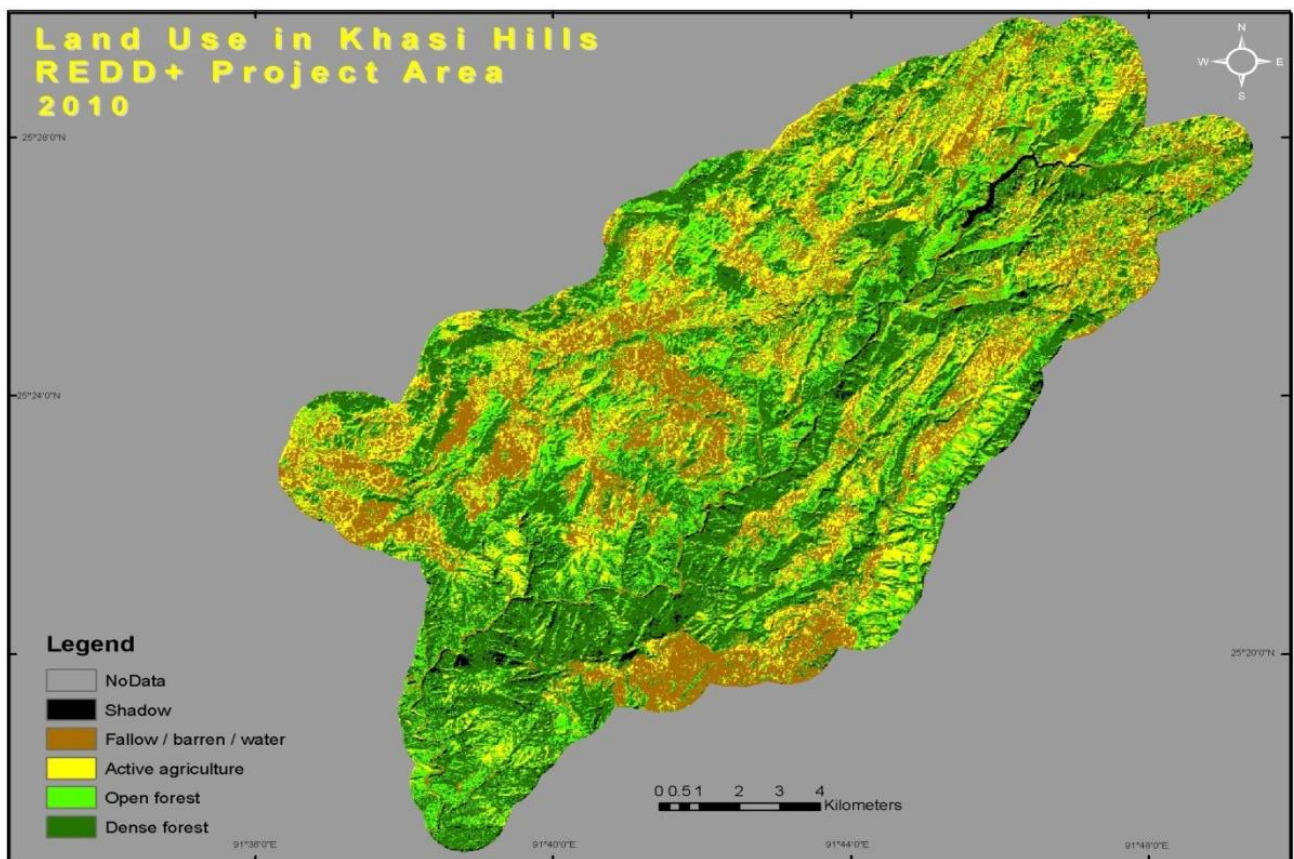 Land Use in Khasi Hills
REDD+ Project Area
2010
N
W E
S
25°28'0"N
25°24'0"N
25°20'0"N
Legend
NoData
Shadow
Fallow / barren / water
Active agriculture
Open forest
Dense forest
0 0.5 1 2 3 4
Kilometers
91°36'0"E 91°40'0"E 91°44'0"E 91°48'0"E